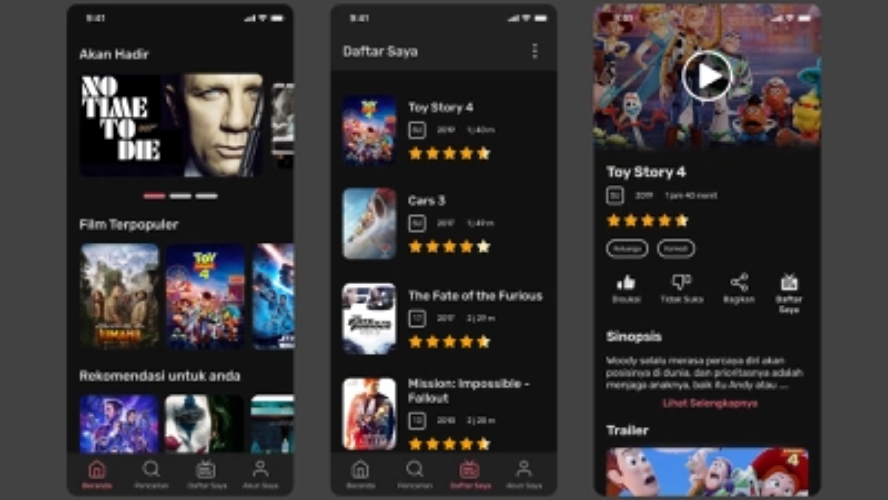 9:41
Akan Hadir
NO
TIME
TO
DIE
007
Film Terpopuler
TOY
STORY
4
Rekomendasi untuk anda
Beranda
Pencarian
Daftar Saya
Akun Saya
9:41
Daftar Saya
Toy Story 4
SU 2019 1j 40m
Cars 3
SU 2017 1j 49m
The Fate of the Furious
17 2017 2j 29m
Mission: Impossible -
Fallout
13 2018 2j 28m
Beranda
Pencarian
Daftar Saya
Akun Saya
9:41
Toy Story 4
SU 2019 1 jam 40 menit
Keluarga
Komedi
Disukai
Tidak Suka
Bagikan
Daftar
Saya
Sinopsis
Woody selalu merasa percaya diri akan
posisinya di dunia, dan prioritasnya adalah
menjaga anaknya, baik itu Andy atau ...
Lihat Selengkapnya
Trailer
4